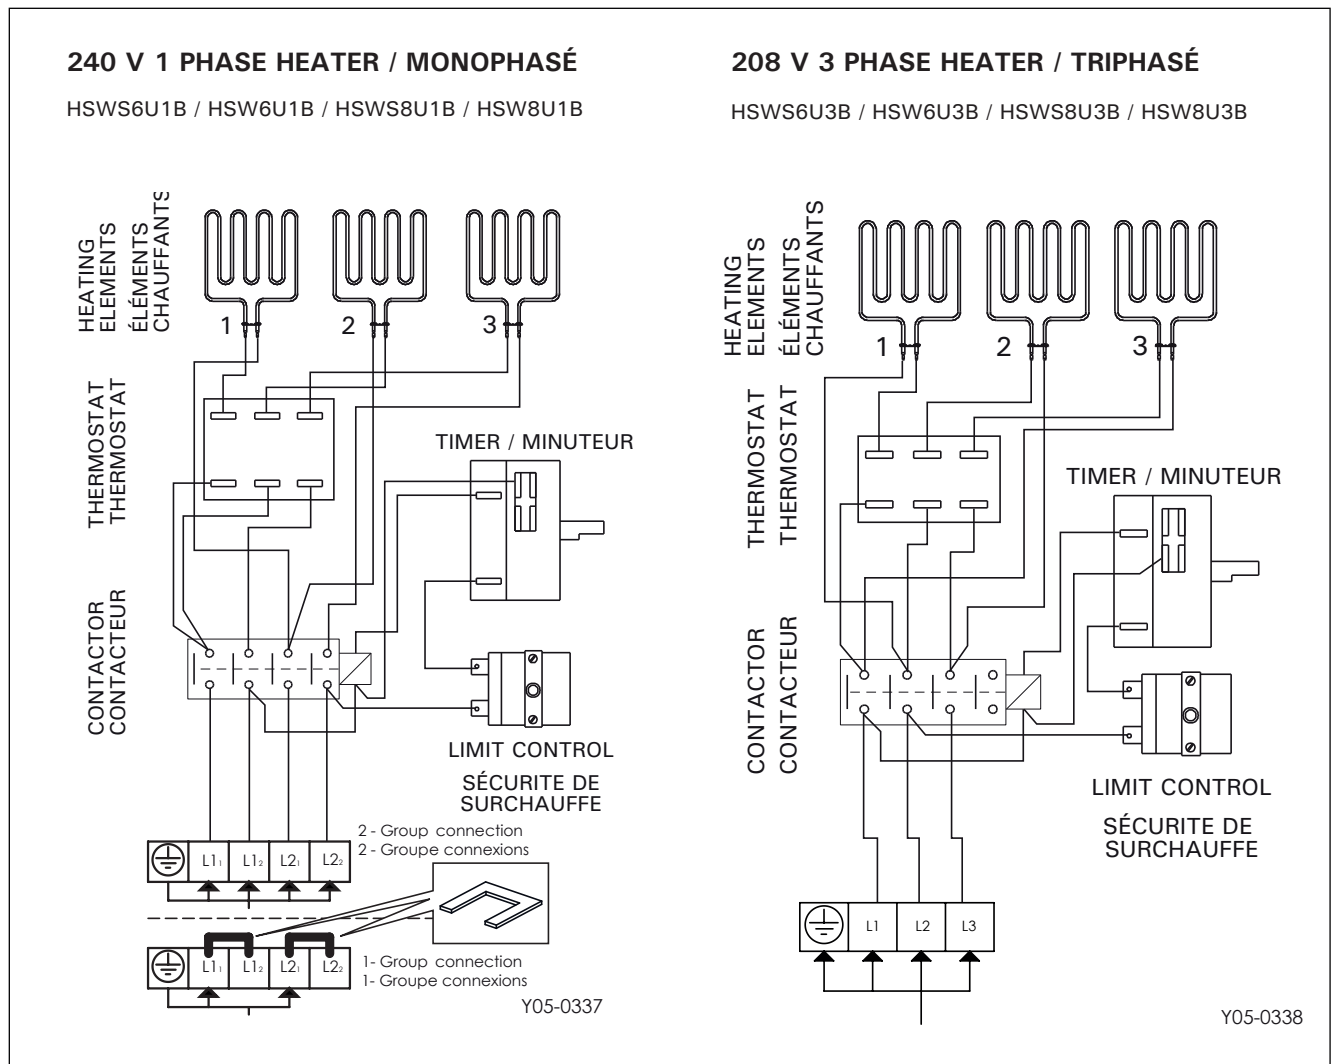 240 V 1 PHASE HEATER / MONOPHASÉ
HSWS6U1B / HSW6U1B / HSWS8U1B / HSW8U1B
HEATING
ELEMENTS
ÉLÉMENTS
CHAUFFANTS
1
2
3
THERMOSTAT
THERMOSTAT
TIMER / MINUTEUR
CONTACTOR
CONTACTEUR
LIMIT CONTROL
SÉCURITE DE
SURCHAUFFE
2 - Group connection
2 - Groupe connexions
L1₁ L1₂ L2₁ L2₂
L1₁ L1₂ L2₁ L2₂
1- Group connection
1- Groupe connexions
Y05-0337
208 V 3 PHASE HEATER / TRIPHASÉ
HSWS6U3B / HSW6U3B / HSWS8U3B / HSW8U3B
HEATING
ELEMENTS
ÉLÉMENTS
CHAUFFANTS
1
2
3
THERMOSTAT
THERMOSTAT
TIMER / MINUTEUR
CONTACTOR
CONTACTEUR
LIMIT CONTROL
SÉCURITE DE
SURCHAUFFE
L1 L2 L3
Y05-0338